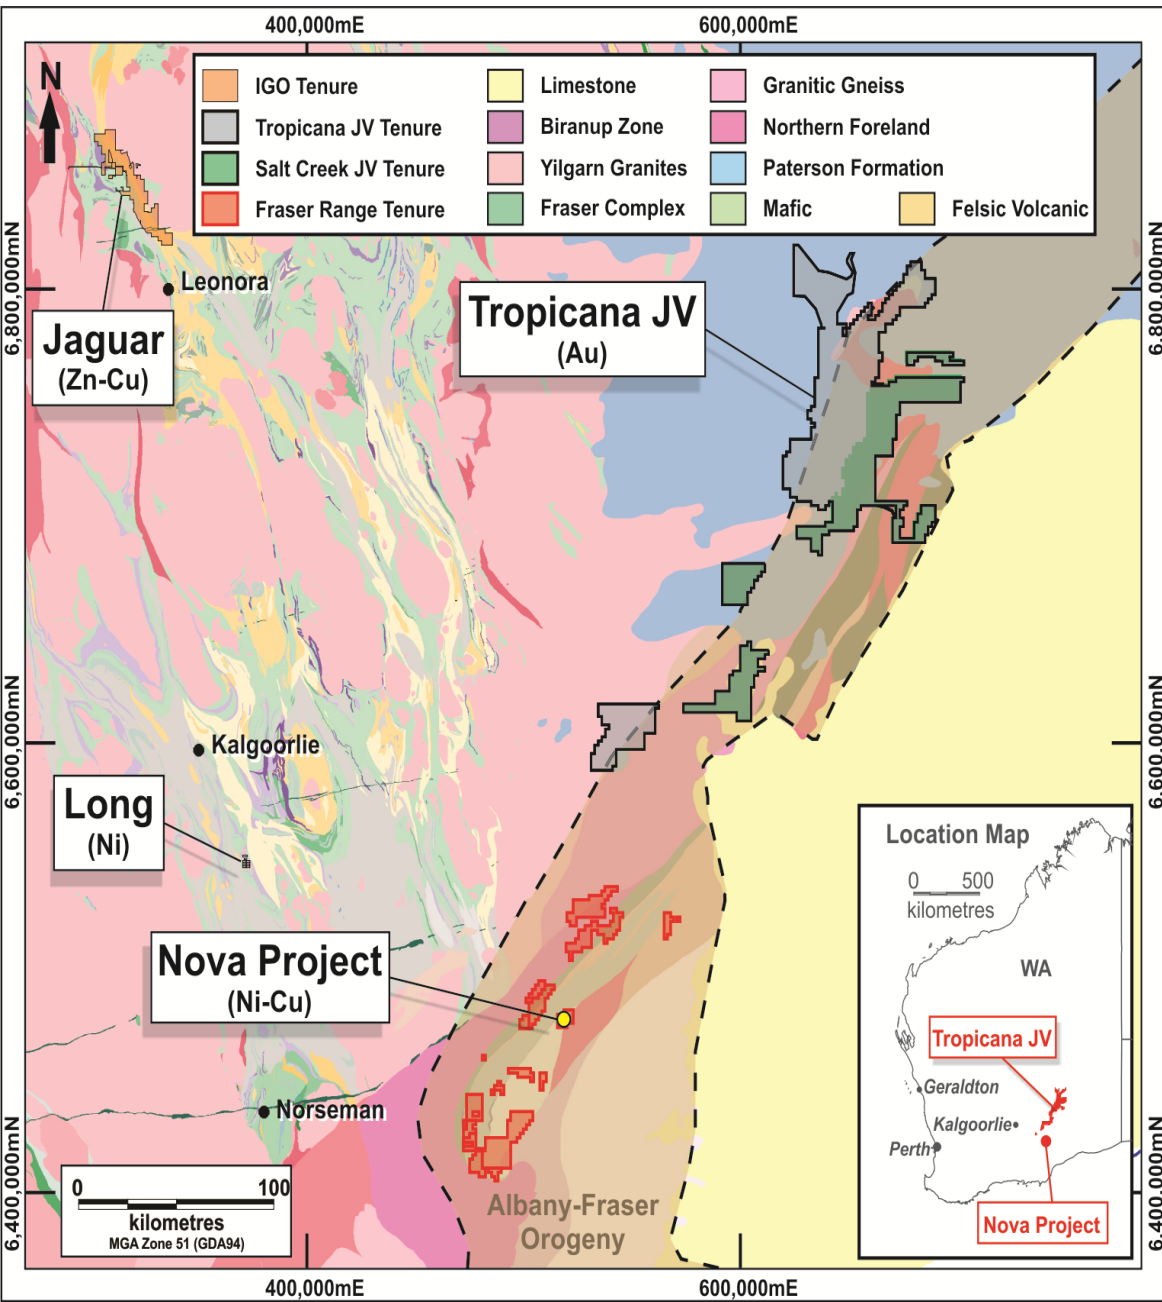 400,000mE
600,000mE
N
IGO Tenure
Tropicana JV Tenure
Salt Creek JV Tenure
Fraser Range Tenure
Limestone
Biranup Zone
Yilgarn Granites
Fraser Complex
Granitic Gneiss
Northern Foreland
Paterson Formation
Mafic
Felsic Volcanic
6,800,000mN
6,800,000mN
Leonora
Jaguar
(Zn-Cu)
Tropicana JV
(Au)
6,600,000mN
6,600,000mN
Kalgoorlie
Long
(Ni)
Nova Project
(Ni-Cu)
Norseman
6,400,000mN
6,400,000mN
0 100
kilometres
MGA Zone 51 (GDA94)
Albany-Fraser
Orogeny
Location Map
0 500
kilometres
WA
Tropicana JV
Geraldton
Kalgoorlie
Perth
Nova Project
400,000mE
600,000mE